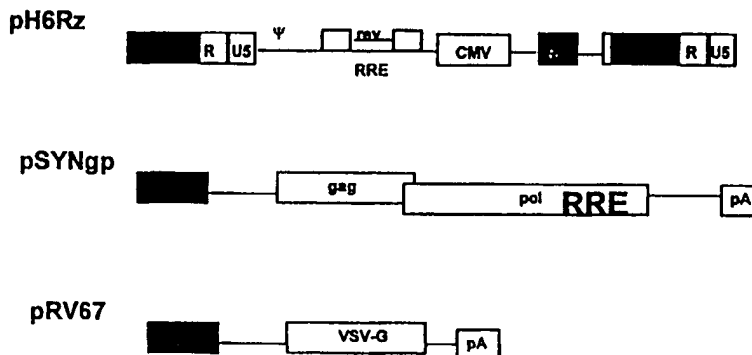 pH6Rz
R U5 Ψ CMV R U5
RRE
pSYNgp
gag
pol RRE pA
pRV67
VSV-G pA